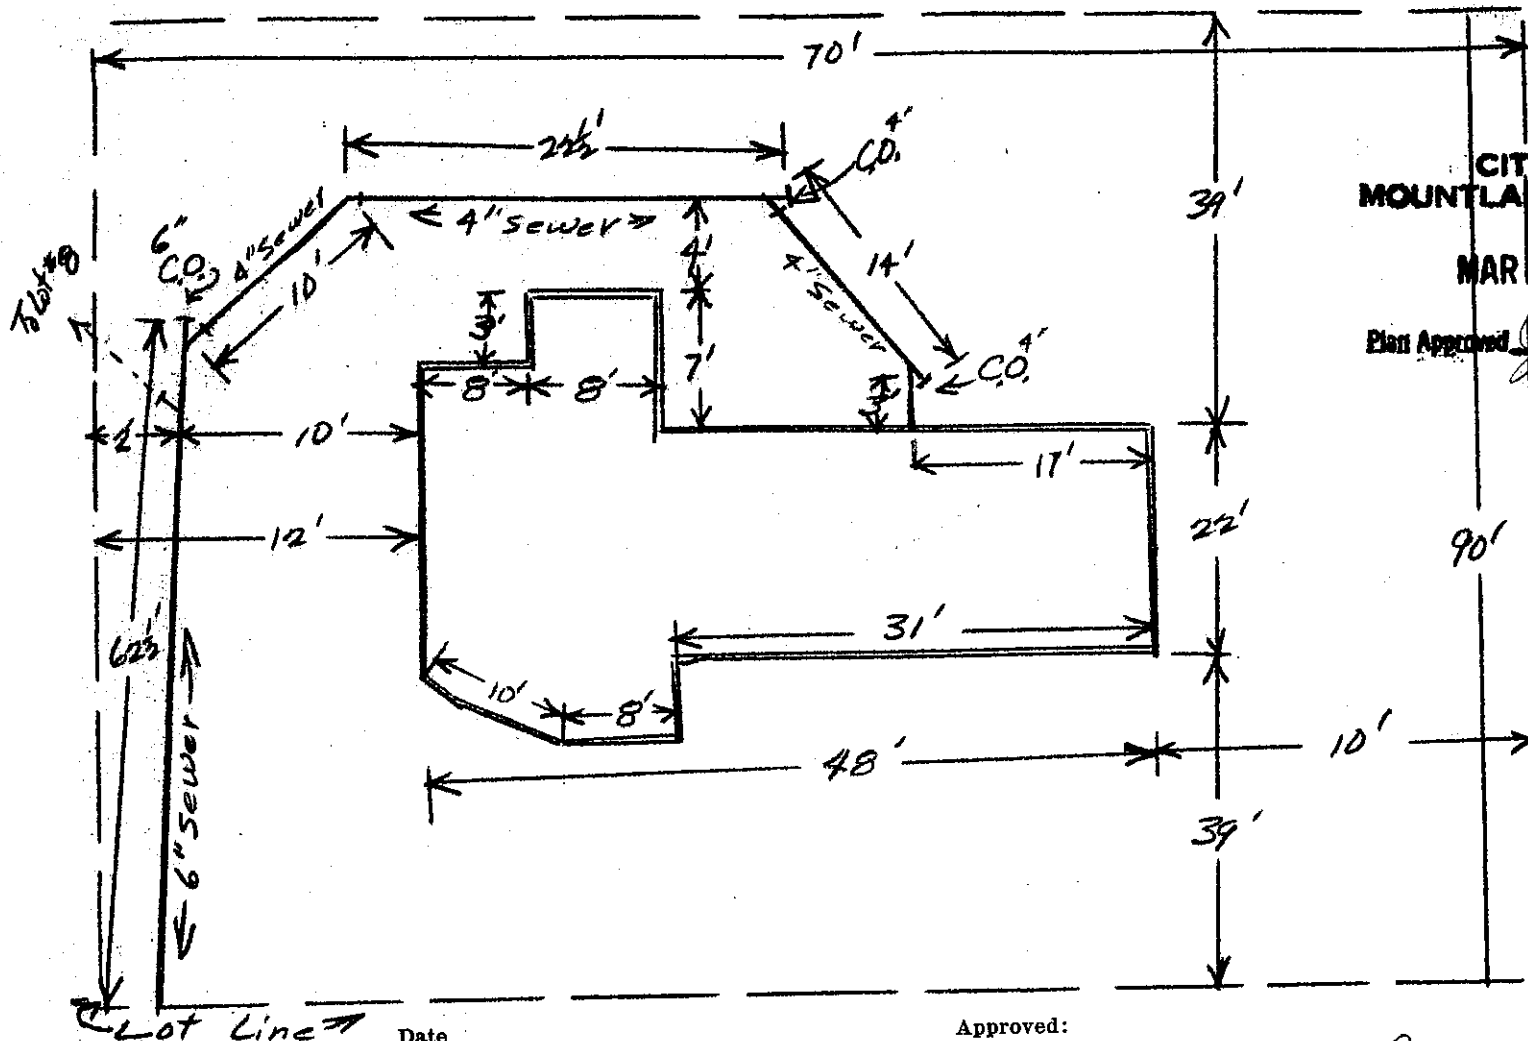 70'
22½'
4"
C.O.
39'
CIT
MOUNTLA
6"
C.O.
4" Sewer
← 4" Sewer →
4'
14'
MAR
To Lot #8
10'
4" Sewer
3'
7'
Plan Approved
4"
C.O.
8'
8'
3'
2
10'
17'
12'
22'
90'
62½'
31'
10'
8'
6" Sewer
48'
10'
39'
Lot Line →
Date
Approved: